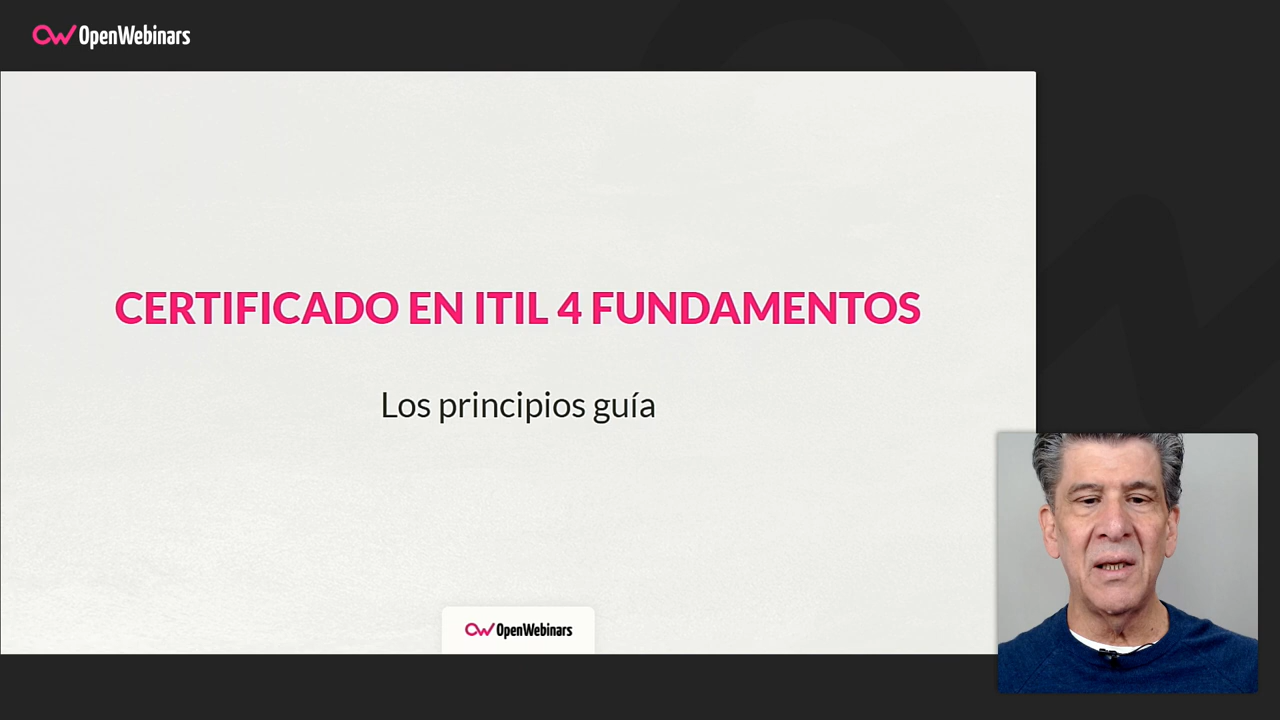 OpenWebinars
CERTIFICADO EN ITIL 4 FUNDAMENTOS
Los principios guía
OpenWebinars